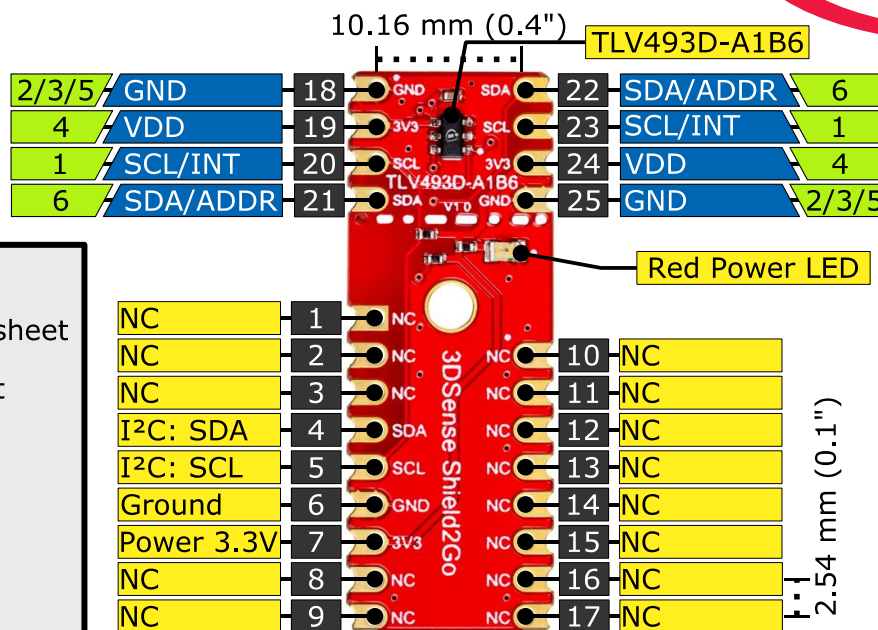 10.16 mm (0.4")
TLV493D-A1B6
2/3/5 GND 18 GND SDA 22 SDA/ADDR 6
4 VDD 19 3V3 SCL 23 SCL/INT 1
1 SCL/INT 20 SCL 3V3 24 VDD 4
TLV493D-A1B6
6 SDA/ADDR 21 SDA V1.0 GND 25 GND 2/3/5
Red Power LED
sheet
t
NC 1 NC
NC 2 NC NC 10 NC
NC 3 NC NC 11 NC
I²C: SDA 4 SDA NC 12 NC
I²C: SCL 5 SCL NC 13 NC
Ground 6 GND NC 14 NC
Power 3.3V 7 3V3 NC 15 NC
NC 8 NC NC 16 NC
NC 9 NC NC 17 NC
3DSense Shield2Go
2.54 mm (0.1")